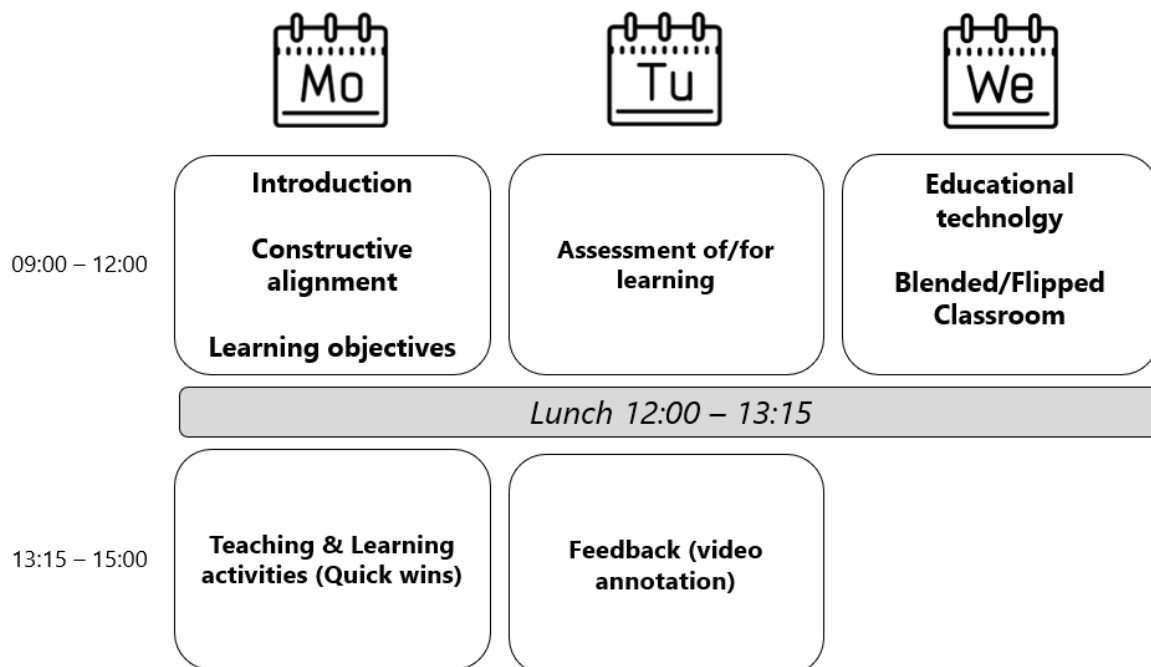 Mo
Tu
We
09:00 – 12:00
Introduction
Constructive
alignment
Learning objectives
Assessment of/for
learning
Educational
technolgy
Blended/Flipped
Classroom
Lunch 12:00 – 13:15
13:15 – 15:00
Teaching & Learning
activities (Quick wins)
Feedback (video
annotation)